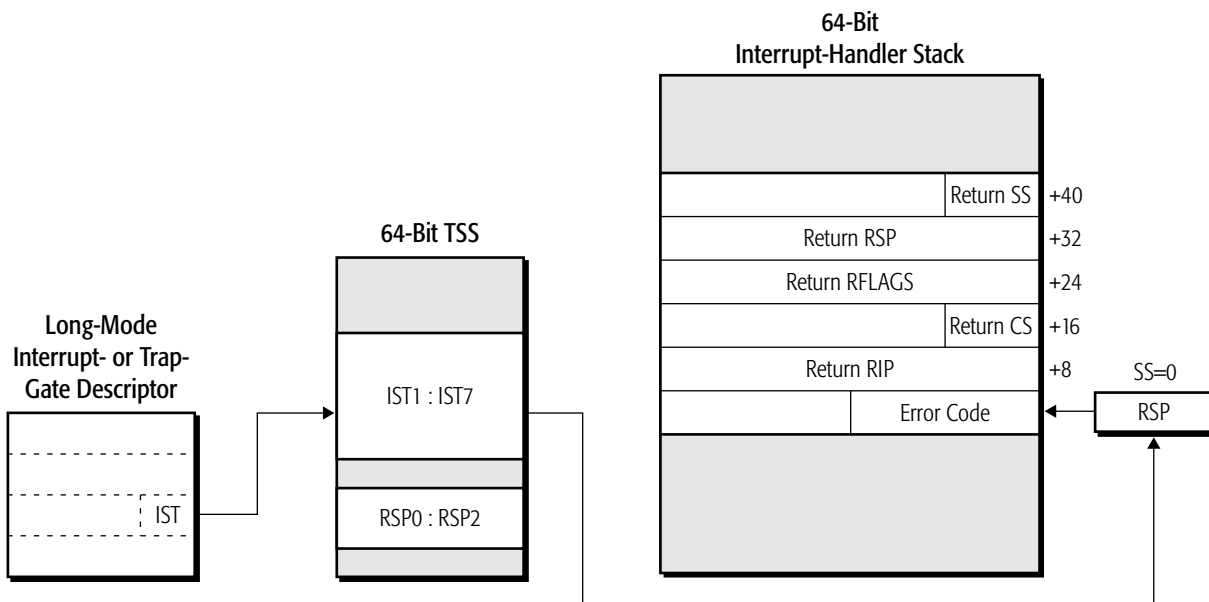 64-Bit
Interrupt-Handler Stack
Return SS +40
64-Bit TSS
Return RSP +32
Return RFLAGS +24
Long-Mode
Interrupt- or Trap-
Gate Descriptor
Return CS +16
Return RIP +8
SS=0
IST1 : IST7
Error Code
RSP
IST
RSP0 : RSP2